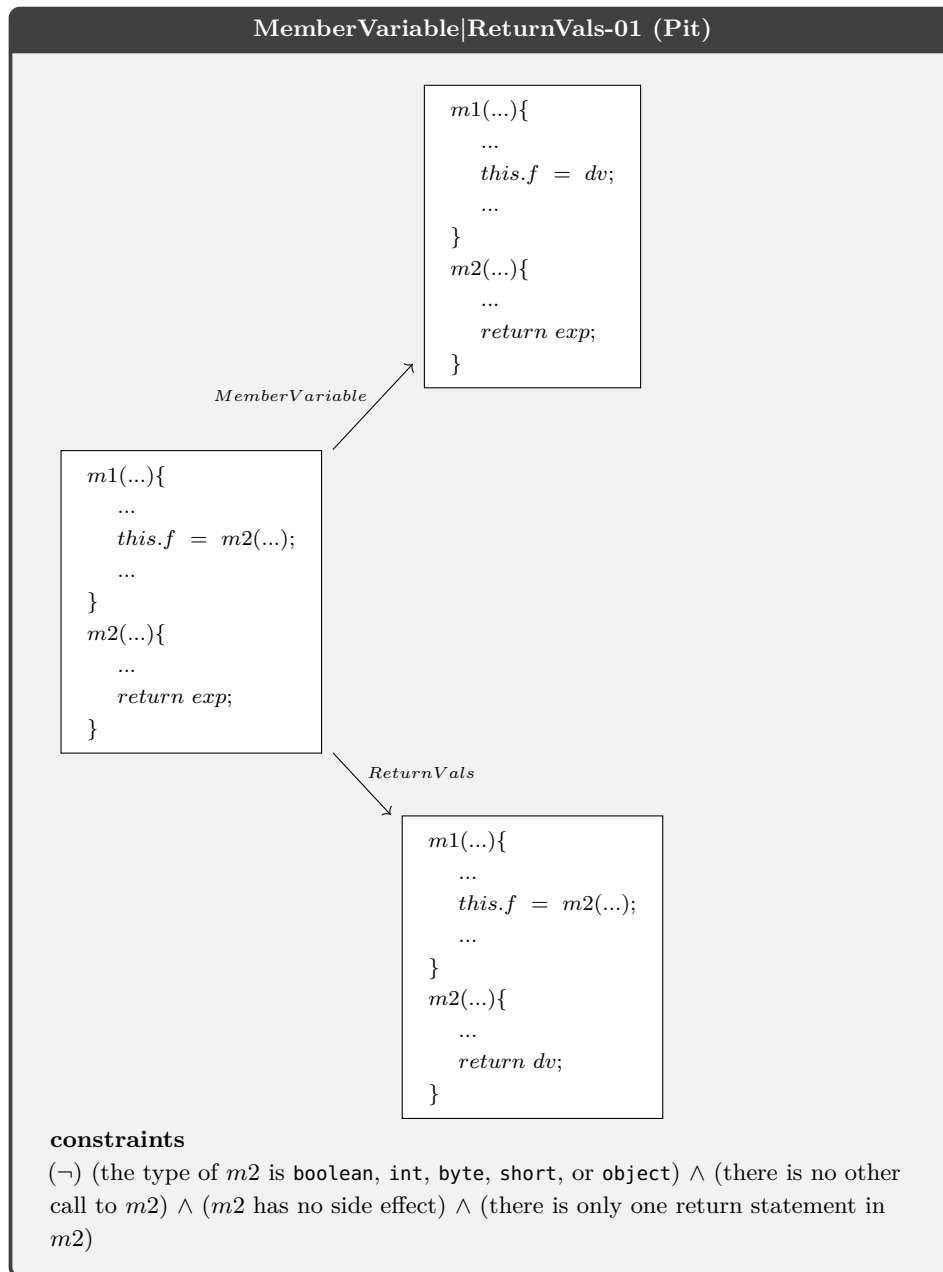 MemberVariable|ReturnVals-01 (Pit)
m1(...){
...
this.f = dv;
...
}
m2(...){
...
return exp;
}
MemberVariable
m1(...){
...
this.f = m2(...);
...
}
m2(...){
...
return exp;
}
ReturnVals
m1(...){
...
this.f = m2(...);
...
}
m2(...){
...
return dv;
}
constraints
(¬) (the type of m2 is boolean, int, byte, short, or object) ∧ (there is no other
call to m2) ∧ (m2 has no side effect) ∧ (there is only one return statement in
m2)